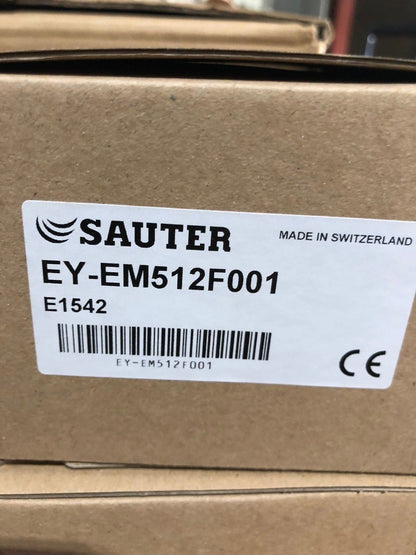 SAUTER
MADE IN SWITZERLAND
EY-EM512F001
E1542
EY-EM512F001
CE